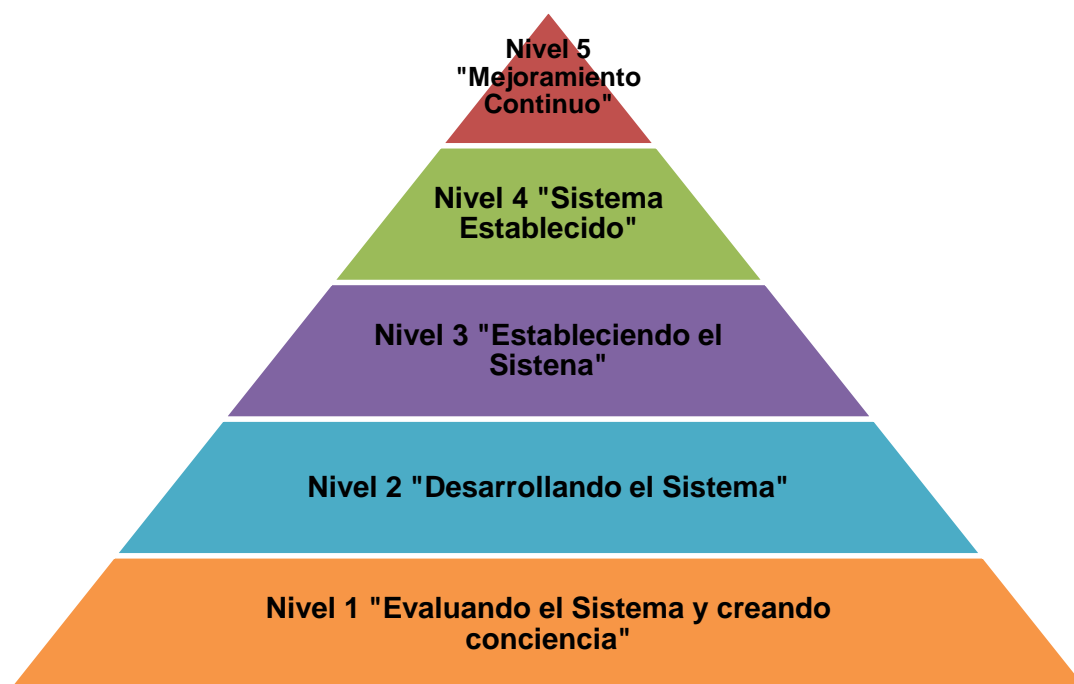 Nivel 5
"Mejoramiento
Continuo"
Nivel 4 "Sistema
Establecido"
Nivel 3 "Estableciendo el
Sistena"
Nivel 2 "Desarrollando el Sistema"
Nivel 1 "Evaluando el Sistema y creando
conciencia"